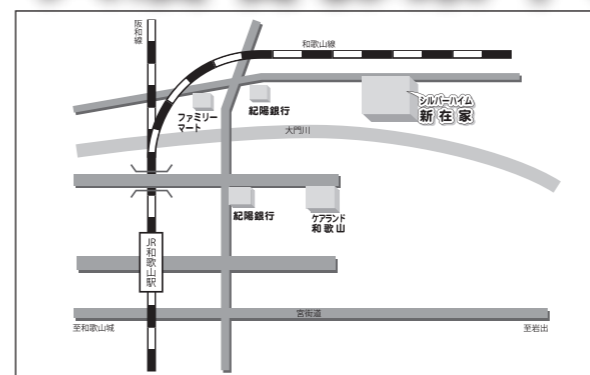 阪和線
和歌山線
シルバーハイム
新在家
ファミリー
マート
紀陽銀行
大門川
紀陽銀行
ケアランド
和歌山
JR和歌山駅
宮街道
至和歌山城
至岩出